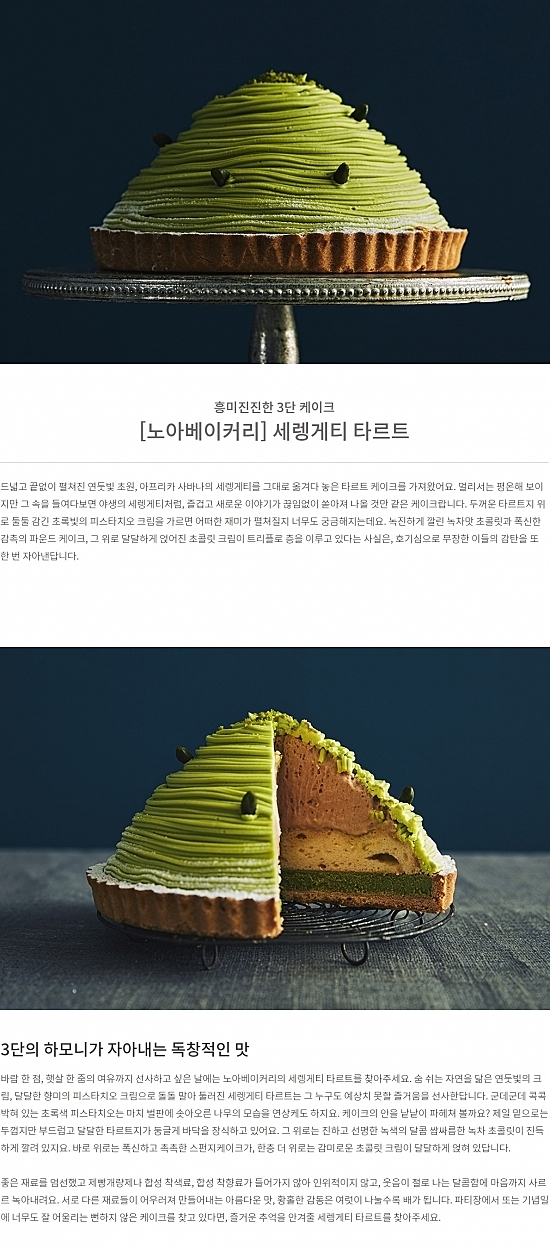 흥미진진한 3단 케이크
[노아베이커리] 세렝게티 타르트
드넓고 끝없이 펼쳐진 연둣빛 초원, 아프리카 사바나의 세렝게티를 그대로 옮겨다 놓은 타르트 케이크를 가져왔어요. 멀리서는 평온해 보이
지만 그 속을 들여다보면 야생의 세렝게티처럼, 즐겁고 새로운 이야기가 끊임없이 쏟아져 나올 것만 같은 케이크랍니다. 두꺼운 타르트지 위
로 둘둘 감긴 초록빛의 피스타치오 크림을 가르면 어떠한 재미가 펼쳐질지 너무도 궁금해지는데요. 녹진하게 깔린 녹차맛 초콜릿과 폭신한
감촉의 파운드 케이크, 그 위로 달달하게 얹어진 초콜릿 크림이 트리플로 층을 이루고 있다는 사실은, 호기심으로 무장한 이들의 감탄을 또
한 번 자아낸답니다.
3단의 하모니가 자아내는 독창적인 맛
바람 한 점, 햇살 한 줌의 여유까지 선사하고 싶은 날에는 노아베이커리의 세렝게티 타르트를 찾아주세요. 숨 쉬는 자연을 닮은 연둣빛의 크
림, 달달한 향미의 피스타치오 크림으로 돌돌 말아 둘러진 세렝게티 타르트는 그 누구도 예상치 못할 즐거움을 선사한답니다. 군데군데 콕콕
박혀 있는 초록색 피스타치오는 마치 벌판에 솟아오른 나무의 모습을 연상케도 하지요. 케이크의 안을 낱낱이 파헤쳐 볼까요? 제일 밑으로는
두껍지만 부드럽고 달달한 타르트지가 둥글게 바닥을 장식하고 있어요. 그 위로는 진하고 선명한 녹색의 달콤 쌉싸름한 녹차 초콜릿이 진득
하게 깔려 있지요. 바로 위로는 폭신하고 촉촉한 스펀지케이크가, 한층 더 위로는 감미로운 초콜릿 크림이 달달하게 얹혀 있답니다.
좋은 재료를 엄선했고 제빵개량제나 합성 착색료, 합성 착향료가 들어가지 않아 인위적이지 않고, 웃음이 절로 나는 달콤함에 마음까지 사르
르 녹아내려요. 서로 다른 재료들이 어우러져 만들어내는 아름다운 맛, 황홀한 감동은 여럿이 나눌수록 배가 됩니다. 파티장에서 또는 기념일
에 너무도 잘 어울리는 뻔하지 않은 케이크를 찾고 있다면, 즐거운 추억을 안겨줄 세렝게티 타르트를 찾아주세요.